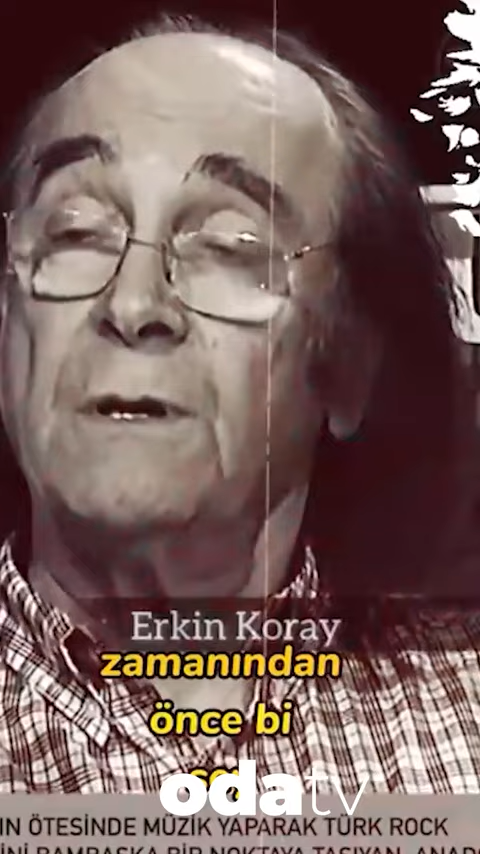 Erkin Koray
zamanından
önce bi
odatv
IN ÖTESİNDE MÜZİK YAPARAK TÜRK ROCK
BAMBAŞKA BİR NOKTAYA TAŞIYAN